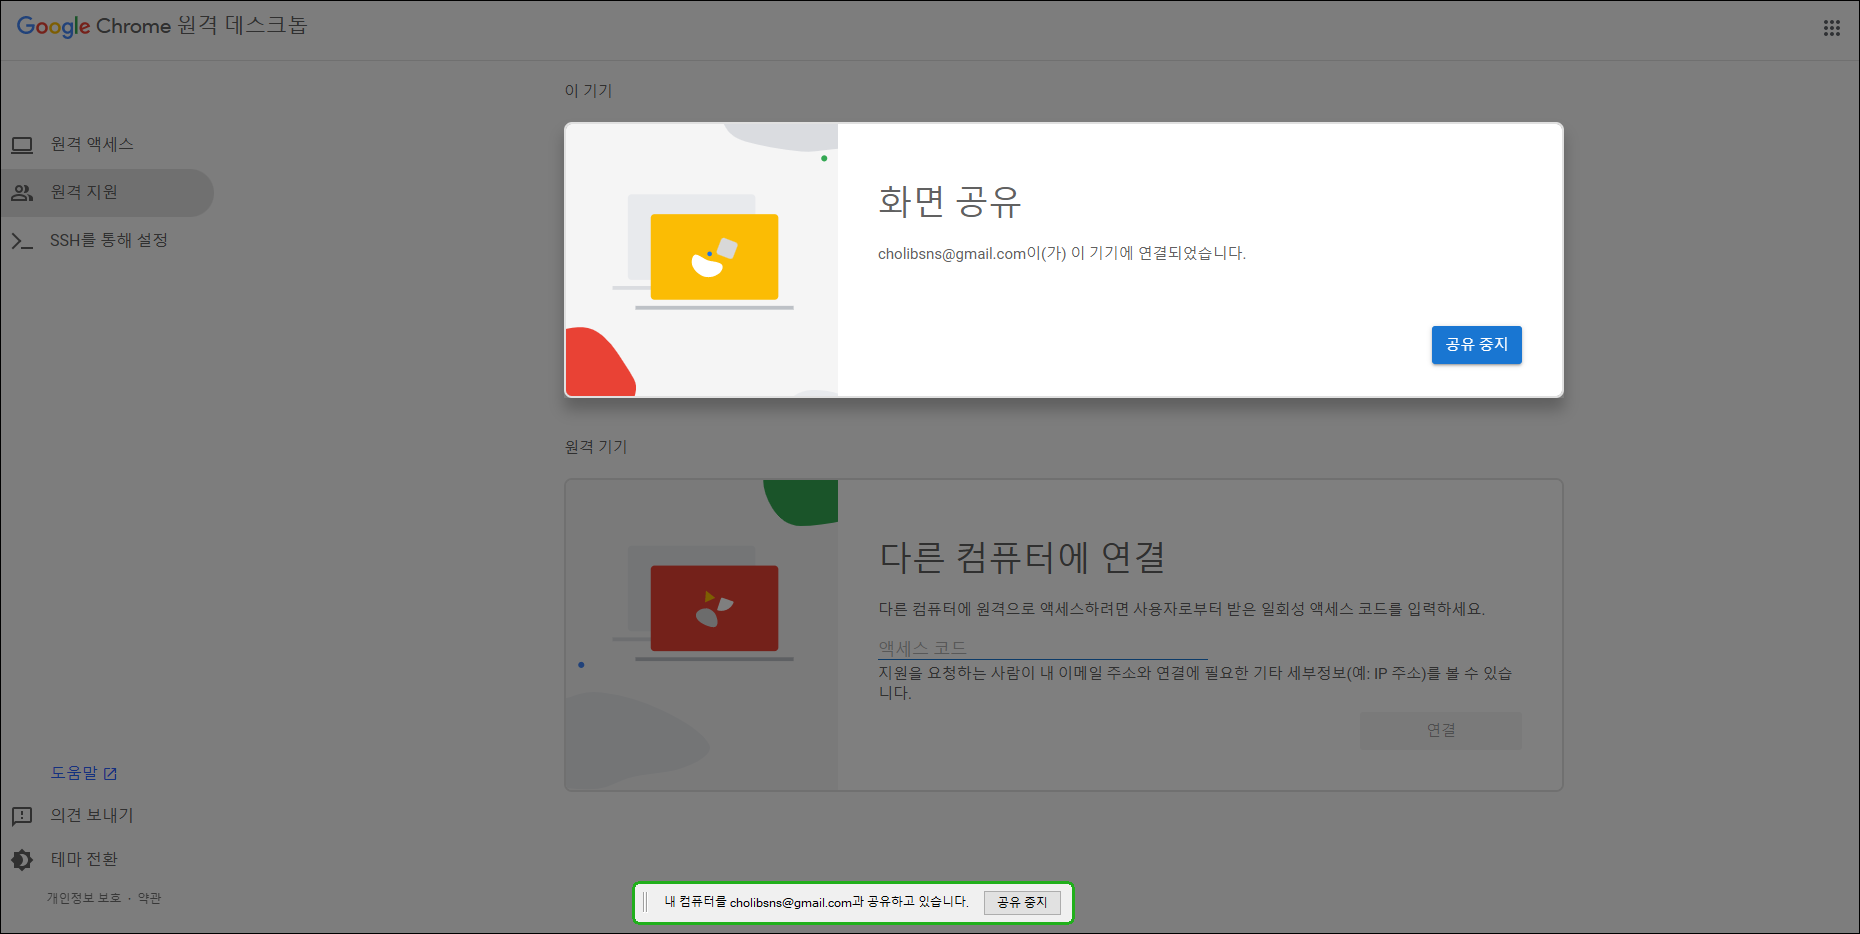 Google Chrome 원격 데스크톱
이 기기
원격 액세스
원격 지원
SSH를 통해 설정
화면 공유
cholibsns@gmail.com이(가) 이 기기에 연결되었습니다.
공유 중지
원격 기기
다른 컴퓨터에 연결
다른 컴퓨터에 원격으로 액세스하려면 사용자로부터 받은 일회성 액세스 코드를 입력하세요.
액세스 코드
지원을 요청하는 사람이 내 이메일 주소와 연결에 필요한 기타 세부정보(예: IP 주소)를 볼 수 있습
니다.
연결
도움말
의견 보내기
테마 전환
개인정보 보호 · 약관
내 컴퓨터를 cholibsns@gmail.com과 공유하고 있습니다.
공유 중지